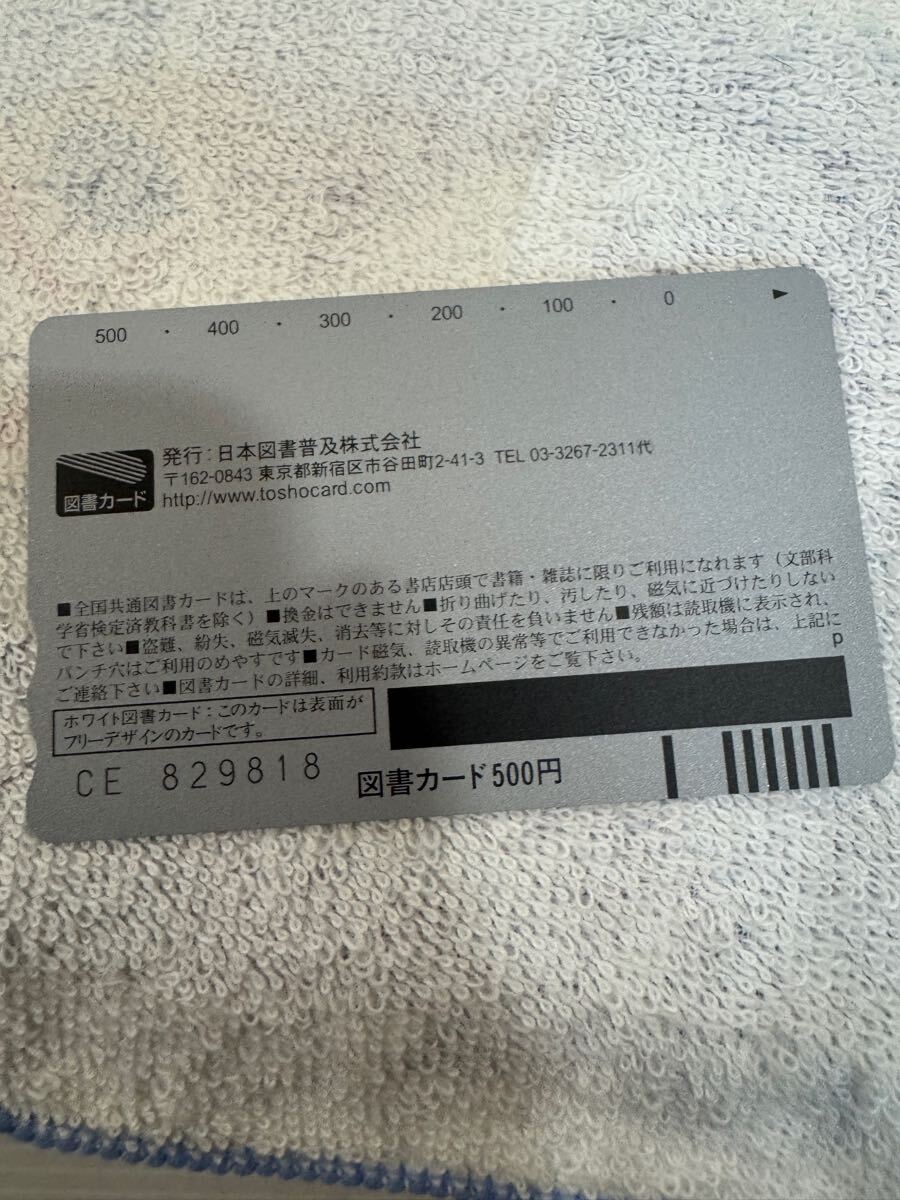 500 ・ 400 ・ 300 ・ 200 ・ 100 ・ 0 ▶
図書カード
発行：日本図書普及株式会社
〒162-0843 東京都新宿区市谷田町2-41-3 TEL 03-3267-2311代
http://www.toshocard.com
■全国共通図書カードは、上のマークのある書店店頭で書籍・雑誌に限りご利用になれます（文部科
学省検定済教科書を除く）■換金はできません■折り曲げたり、汚したり、磁気に近づけたりしない
で下さい■盗難、紛失、磁気滅失、消去等に対しその責任を負いません■残額は読取機に表示され、
パンチ穴はご利用のめやすです■カード磁気、読取機の異常等でご利用できなかった場合は、上記に
ご連絡下さい■図書カードの詳細、利用約款はホームページをご覧下さい。
p
ホワイト図書カード：このカードは表面が
フリーデザインのカードです。
CE 829818
図書カード500円